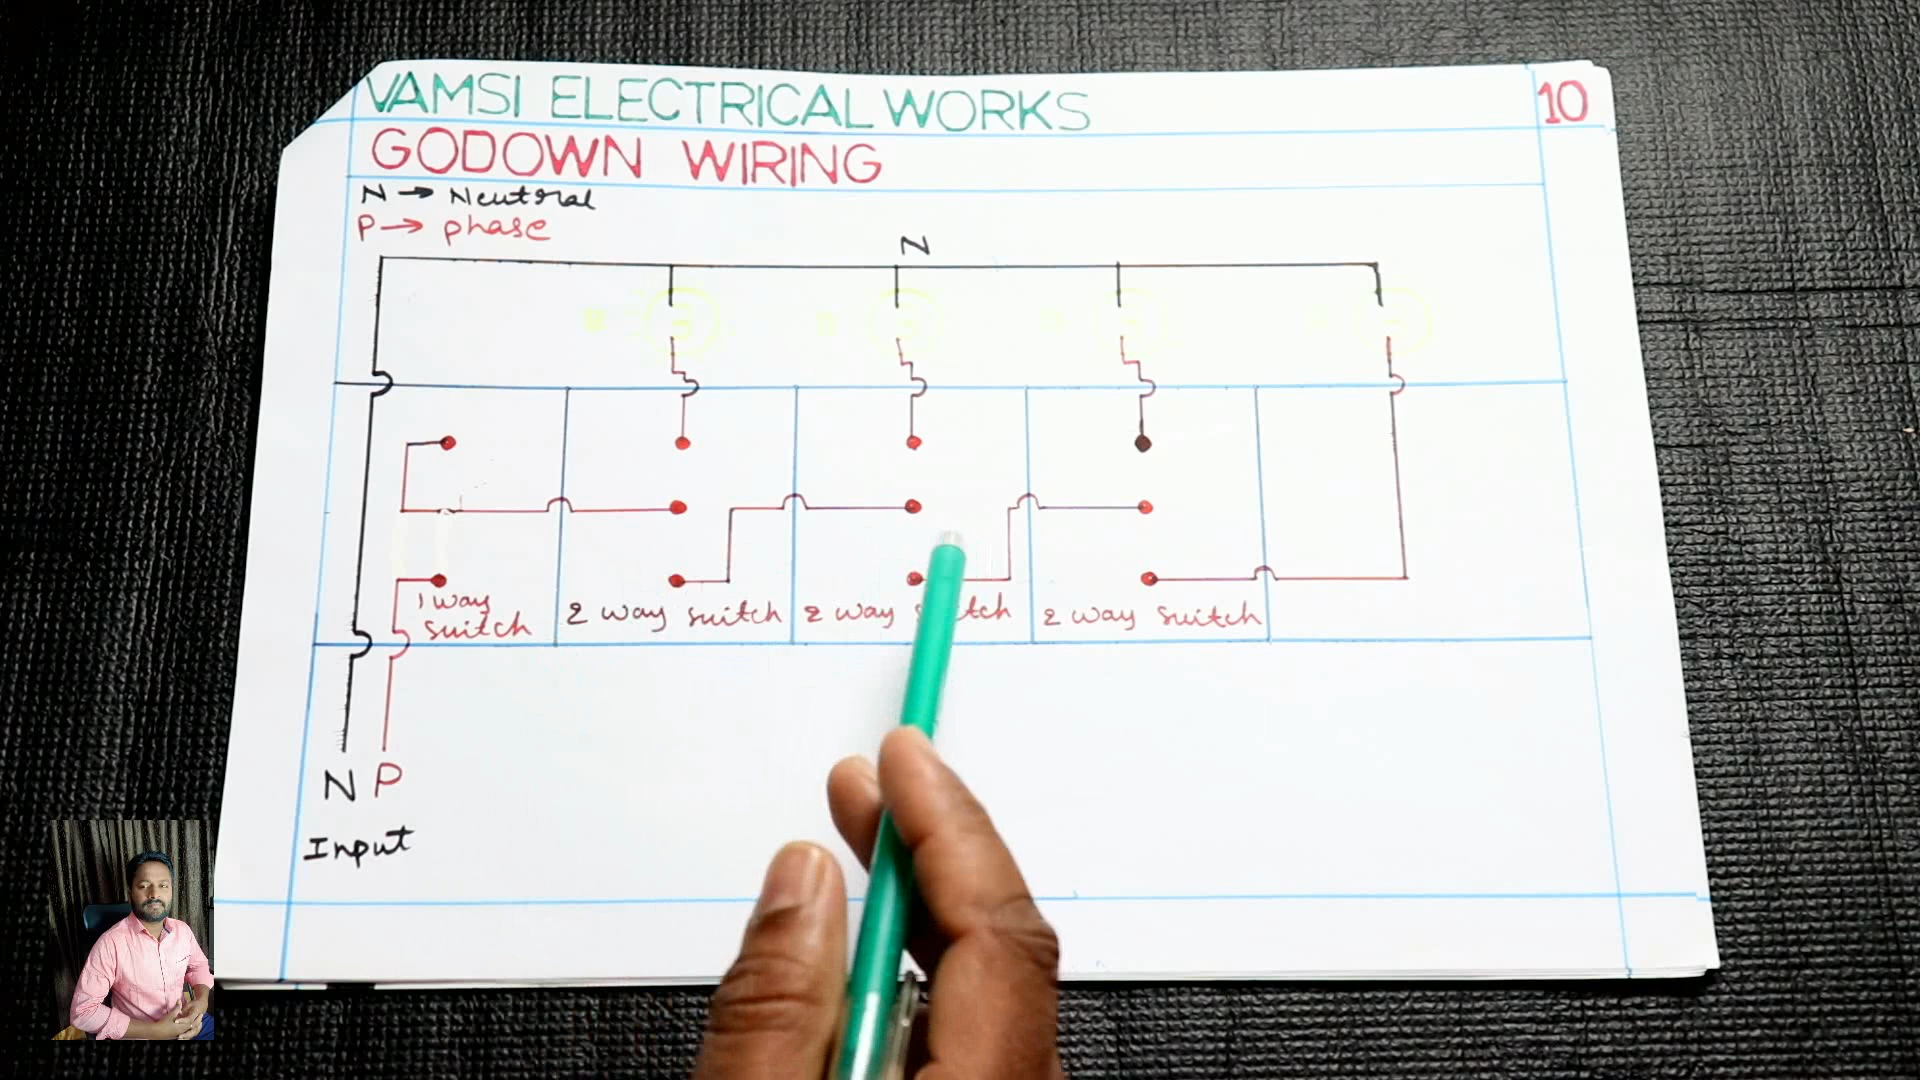 VAMSI ELECTRICAL WORKS
10
GODOWN WIRING
N → Neutral
P → phase
N
1 way
switch
2 way switch
2 way switch
2 way switch
N P
Input